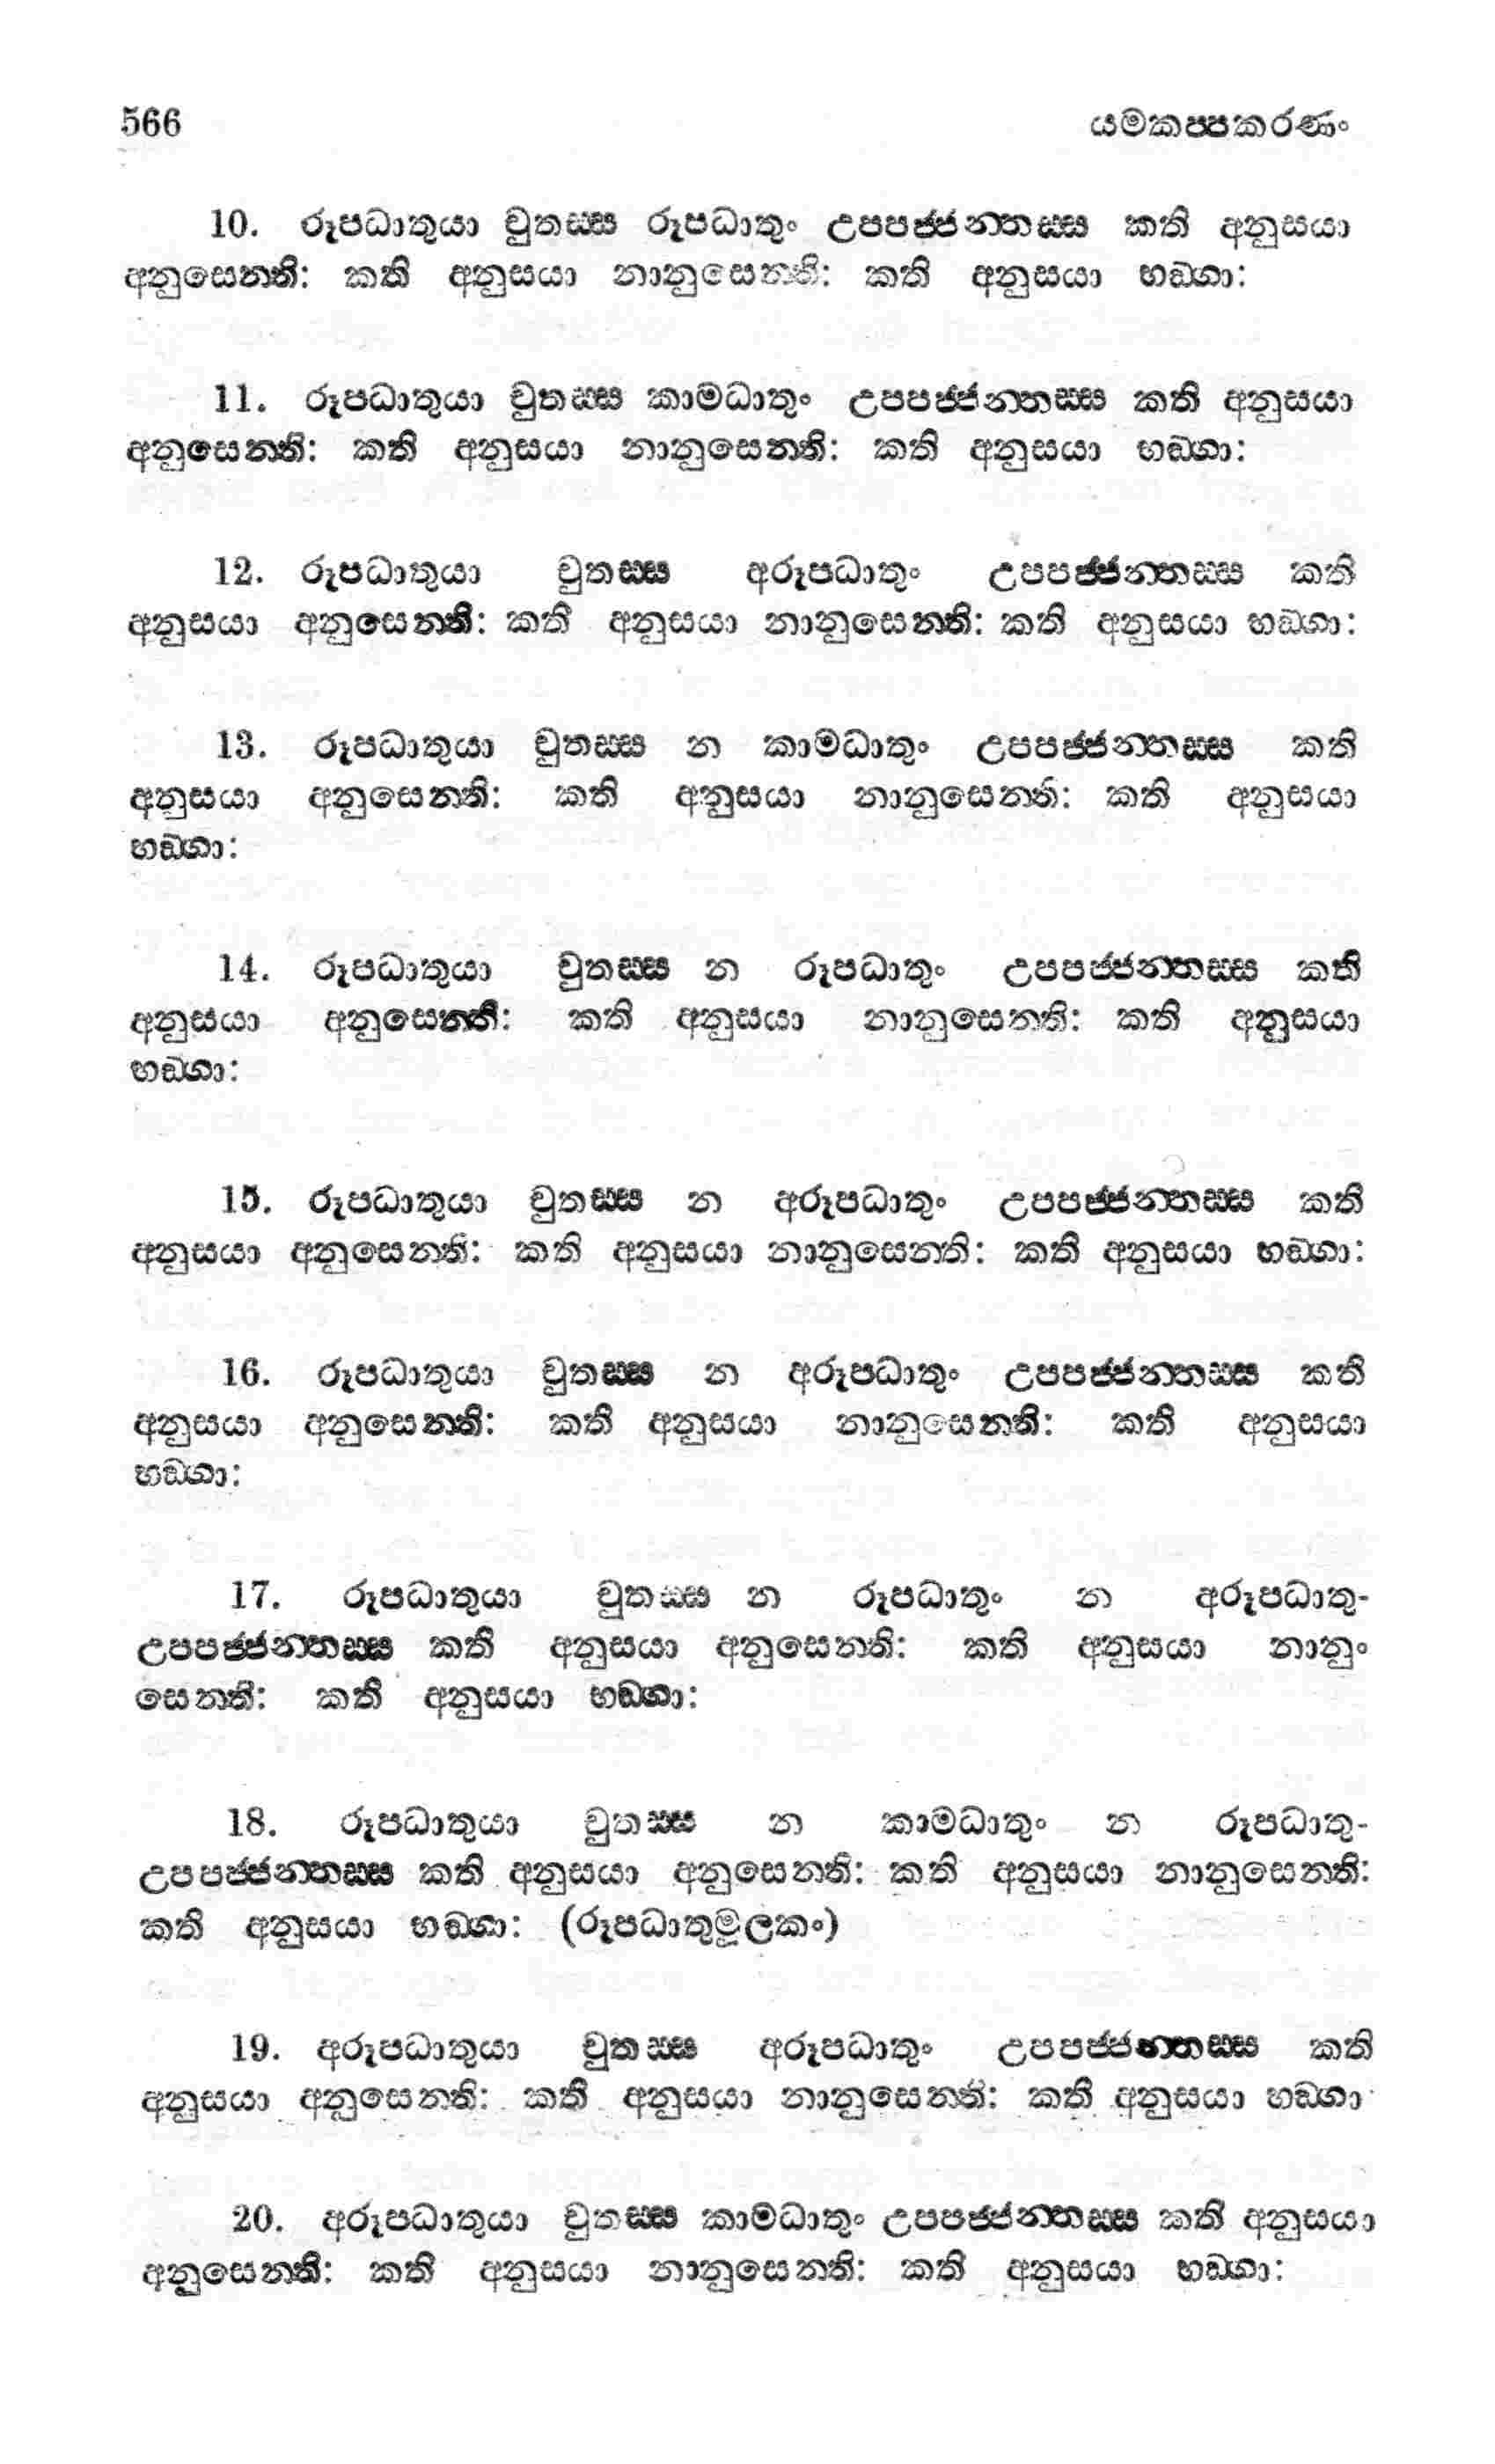 566 යමකප්පකරණං
10. රූපධාතුයා චුතස්ස රූපධාතුං උපපජ්ජන්තස්ස කති අනුසයා
අනුසෙන්ති: කති අනුසයා නානුසෙන්ති: කති අනුසයා භඞ්ගා:
11. රූපධාතුයා චුතස්ස කාමධාතුං උපපජ්ජන්තස්ස කති අනුසයා
අනුසෙන්ති: කති අනුසයා නානුසෙන්ති: කති අනුසයා භඞ්ගා:
12. රූපධාතුයා චුතස්ස අරූපධාතුං උපපජ්ජන්තස්ස කති
අනුසයා අනුසෙන්ති: කති අනුසයා නානුසෙන්ති: කති අනුසයා භඞ්ගා:
13. රූපධාතුයා චුතස්ස න කාමධාතුං උපපජ්ජන්තස්ස කති
අනුසයා අනුසෙන්ති: කති අනුසයා නානුසෙන්ති: කති අනුසයා
භඞ්ගා:
14. රූපධාතුයා චුතස්ස න රූපධාතුං උපපජ්ජන්තස්ස කති
අනුසයා අනුසෙන්ති: කති අනුසයා නානුසෙන්ති: කති අනුසයා
භඞ්ගා:
15. රූපධාතුයා චුතස්ස න අරූපධාතුං උපපජ්ජන්තස්ස කති
අනුසයා අනුසෙන්ති: කති අනුසයා නානුසෙන්ති: කති අනුසයා භඞ්ගා:
16. රූපධාතුයා චුතස්ස න අරූපධාතුං උපපජ්ජන්තස්ස කති
අනුසයා අනුසෙන්ති: කති අනුසයා නානුසෙන්ති: කති අනුසයා
භඞ්ගා:
17. රූපධාතුයා චුතස්ස න රූපධාතුං න අරූපධාතු-
උපපජ්ජන්තස්ස කති අනුසයා අනුසෙන්ති: කති අනුසයා නානුං
සෙන්ති: කති අනුසයා භඞ්ගා:
18. රූපධාතුයා චුතස්ස න කාමධාතුං න රූපධාතු-
උපපජ්ජන්තස්ස කති අනුසයා අනුසෙන්ති: කති අනුසයා නානුසෙන්ති:
කති අනුසයා භඞ්ගා: (රූපධාතුමූලකං)
19. අරූපධාතුයා චුතස්ස අරූපධාතුං උපපජ්ජන්තස්ස කති
අනුසයා අනුසෙන්ති: කති අනුසයා නානුසෙන්ති: කති අනුසයා භඞ්ගා
20. අරූපධාතුයා චුතස්ස කාමධාතුං උපපජ්ජන්තස්ස කති අනුසයා
අනුසෙන්ති: කති අනුසයා නානුසෙන්ති: කති අනුසයා භඞ්ගා: